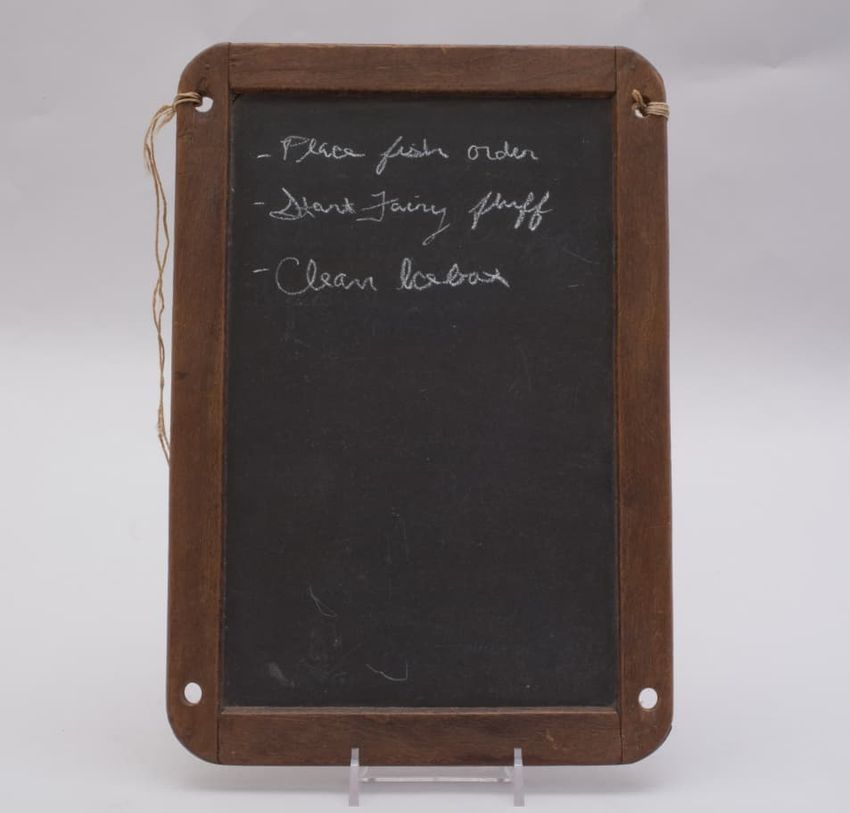 - Place fish order
- Start Fairy fluff
- Clean Icebox